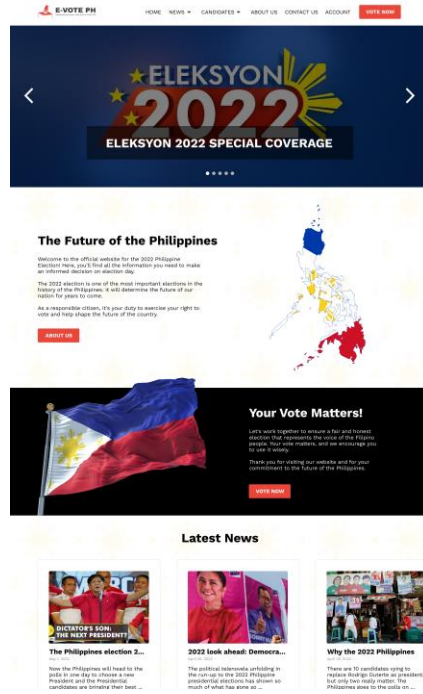 E-VOTE PH
HOME NEWS CANDIDATES ABOUT US CONTACT US ACCOUNT VOTE NOW
ELEKSYON
2022
ELEKSYON 2022 SPECIAL COVERAGE
The Future of the Philippines
Welcome to the official website for the 2022 Philippine
Election! Here, you'll find all the information you need to make
an informed decision on election day.
The 2022 election is one of the most important elections in the
history of the Philippines. It will determine the future of our
nation for years to come.
As a responsible citizen, it's your duty to exercise your right to
vote and help shape the future of the country.
ABOUT US
Your Vote Matters!
Let's work together to ensure a fair and honest
election that represents the voice of the Filipino
people. Your vote matters, and we encourage you
to use it wisely.
Thank you for visiting our website and for your
commitment to the future of the Philippines.
VOTE NOW
Latest News
DICTATOR'S SON:
THE NEXT PRESIDENT?
The Philippines election 2...
Now the Philippines will head to the
polls in one day to choose a new
President and the Presidential
candidates are bringing their best ...
2022 look ahead: Democra...
The political telenovela unfolding in
the run-up to the 2022 Philippine
presidential elections has shown so
much of what has gone so ...
Why the 2022 Philippines
There are 10 candidates vying to
replace Rodrigo Duterte as president
but only two really matter. The
Philippines goes to the polls on ...